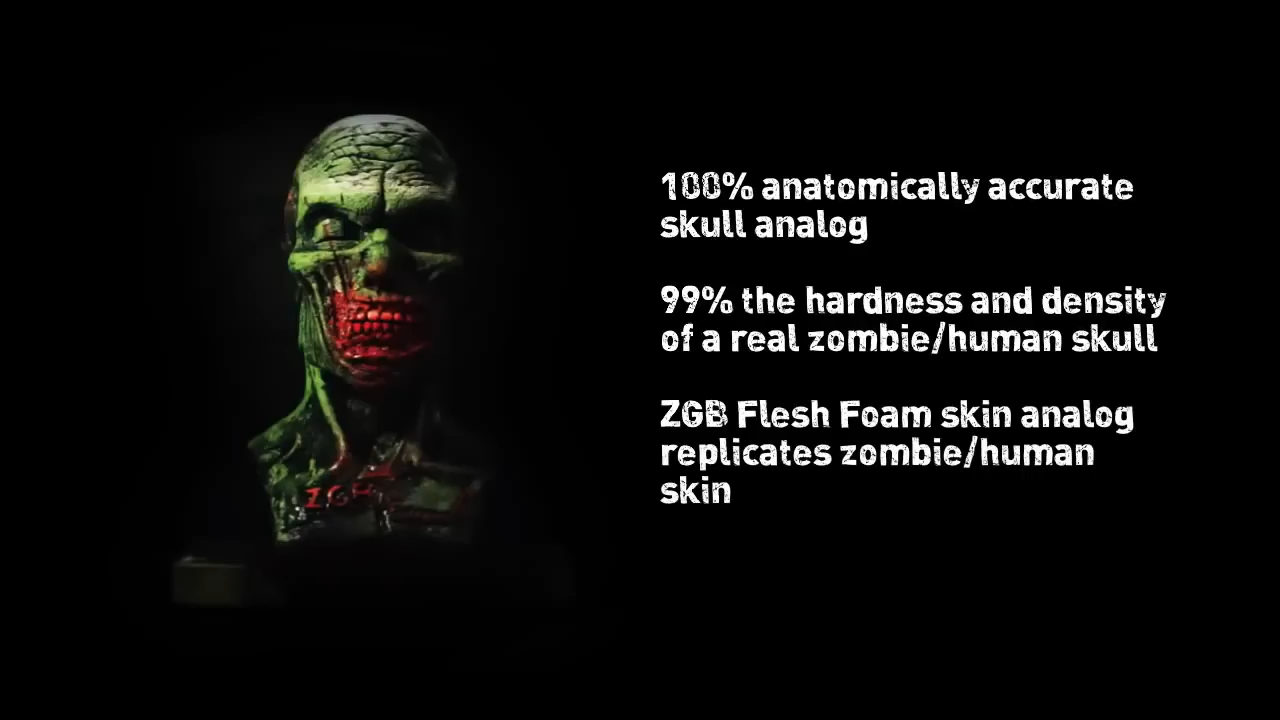 100% anatomically accurate
skull analog
99% the hardness and density
of a real zombie/human skull
ZGB Flesh Foam skin analog
replicates zombie/human
skin